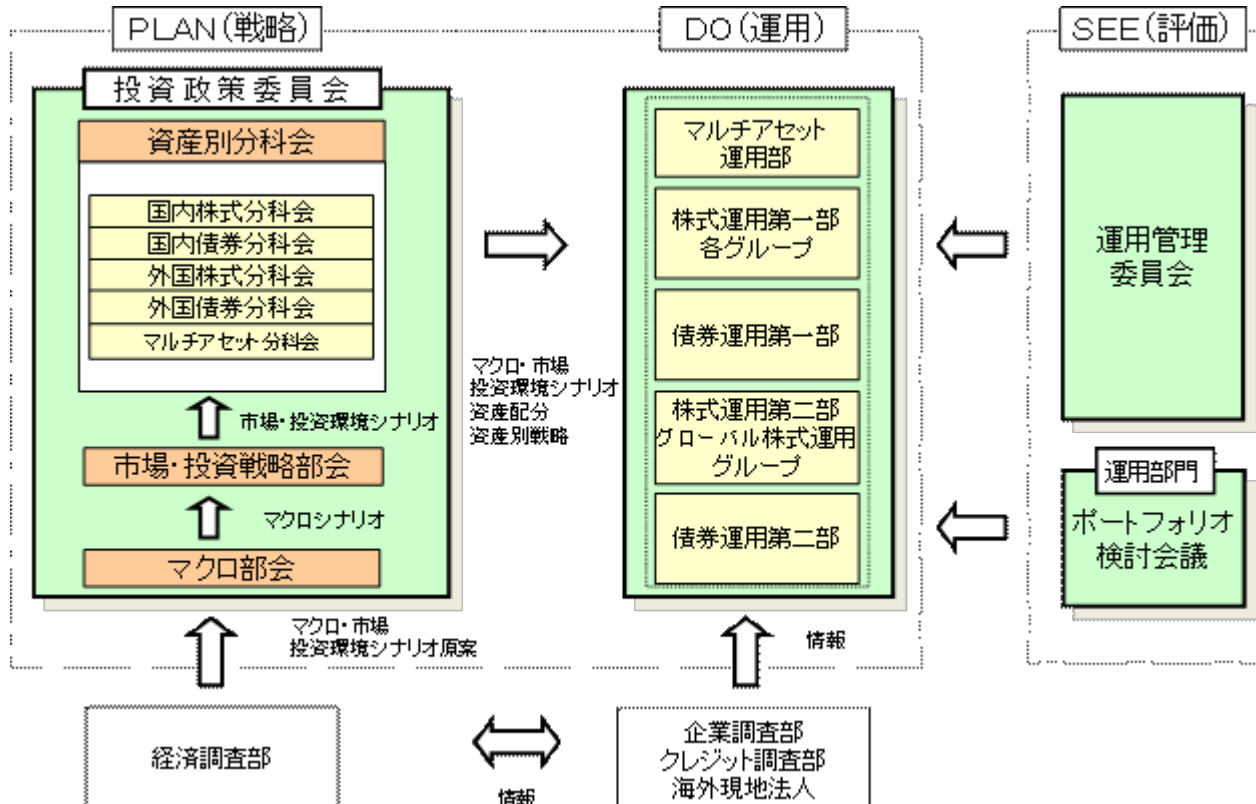 PLAN(戦略)
DO(運用)
SEE(評価)
投資政策委員会
資産別分科会
国内株式分科会
国内債券分科会
外国株式分科会
外国債券分科会
マルチアセット分科会
市場・投資環境シナリオ
市場・投資戦略部会
マクロシナリオ
マクロ部会
マクロ・市場
投資環境シナリオ
資産配分
資産別戦略
マルチアセット
運用部
株式運用第一部
各グループ
債券運用第一部
株式運用第二部
グローバル株式運用
グループ
債券運用第二部
運用管理
委員会
運用部門
ポートフォリオ
検討会議
マクロ・市場
投資環境シナリオ原案
情報
経済調査部
情報
企業調査部
クレジット調査部
海外現地法人